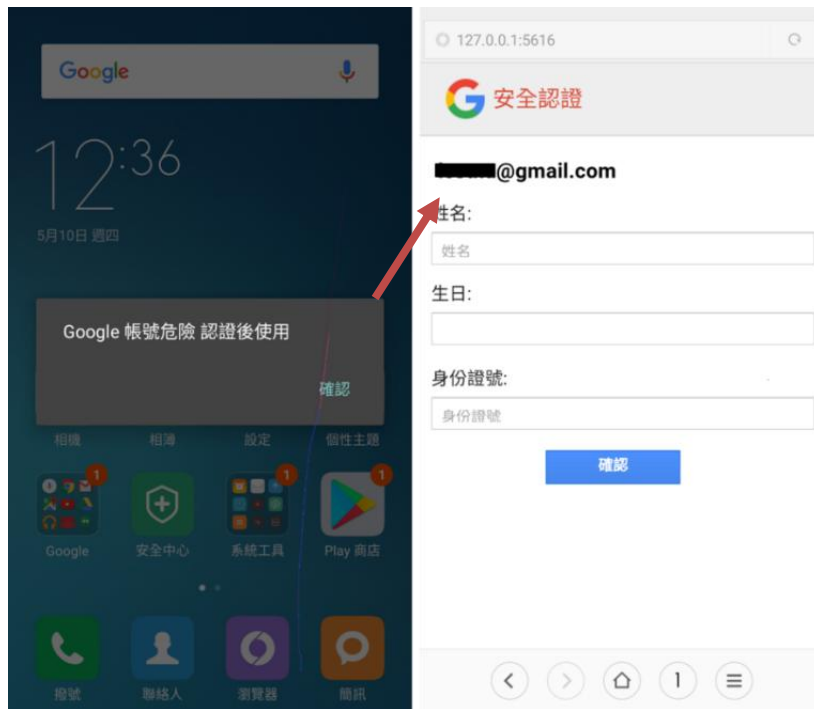 Google
12:36
5月10日 週四
Google 帳號危險 認證後使用
確認
相機 相簿 設定 個性主題
1 1 1
Google 安全中心 系統工具 Play 商店
撥號 聯絡人 瀏覽器 簡訊
127.0.0.1:5616
G 安全認證
@gmail.com
姓名:
姓名
生日:
身份證號:
身份證號
確認
1